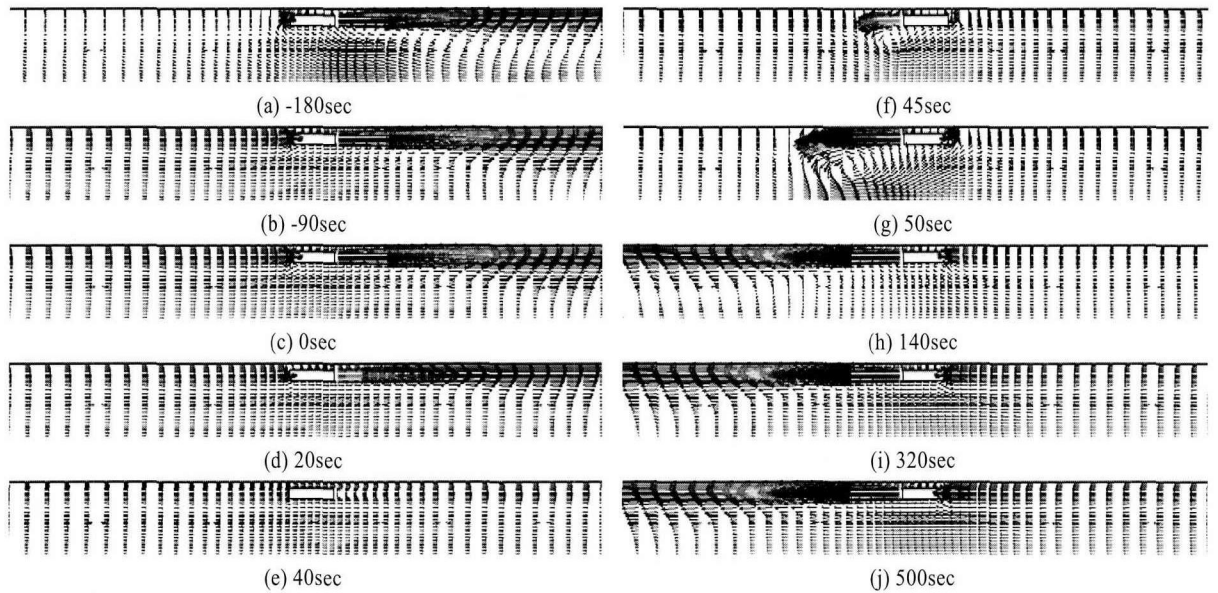 (a) -180sec
(b) -90sec
(c) 0sec
(d) 20sec
(e) 40sec
(f) 45sec
(g) 50sec
(h) 140sec
(i) 320sec
(j) 500sec